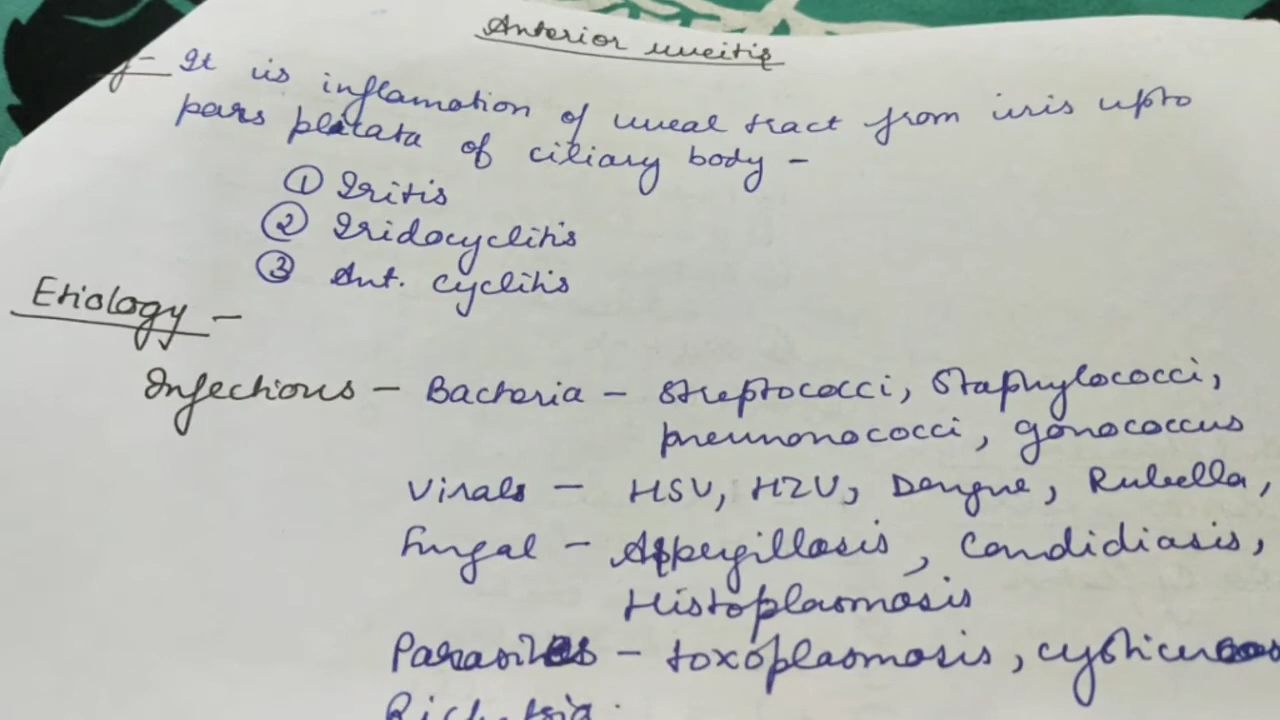 Anterior uveitis
It is inflamation of uveal tract from iris upto
pars plicata of ciliary body -
① Iritis
② Iridocyclitis
③ Ant. cyclitis
Etiology -
Infectious - Bacteria - Streptococci, Staphylococci,
pneumonococci, gonococcus
Virals - HSV, HZV, Dengue, Rubella,
Fungal - Aspergillosis, Candidiasis,
Histoplasmosis
Parasites - toxoplasmosis,